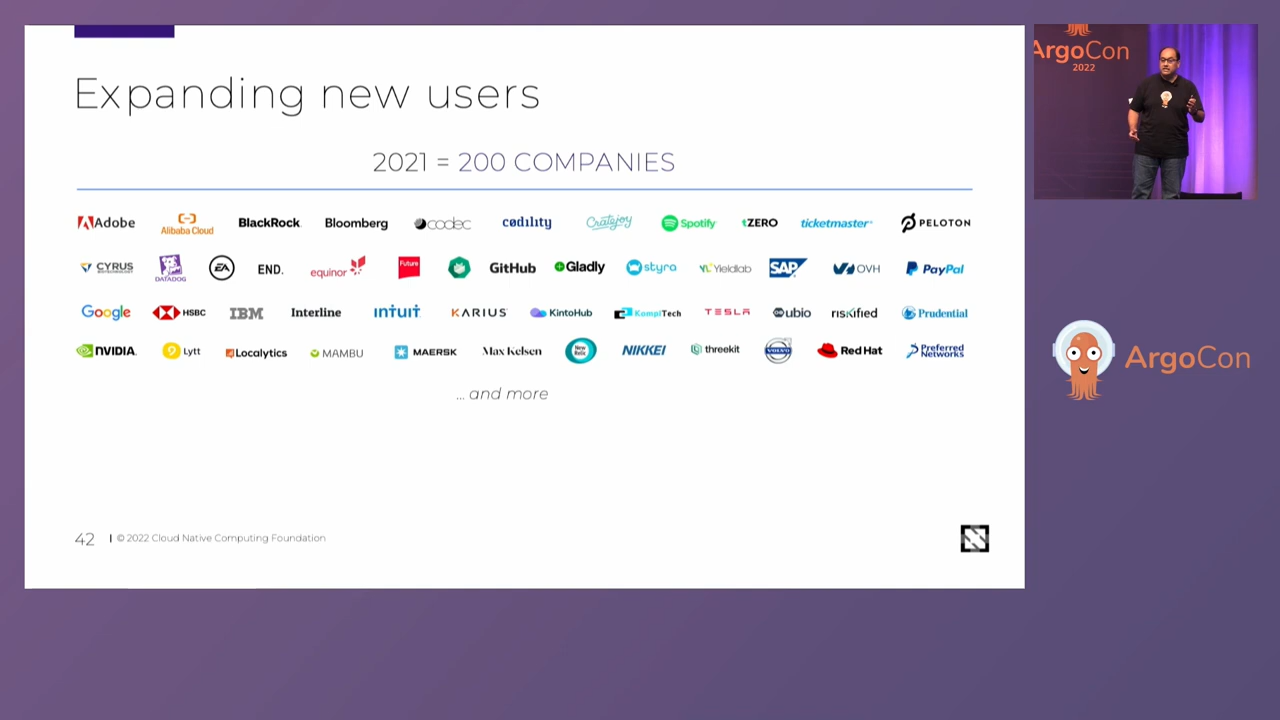 Expanding new users
2021 = 200 COMPANIES
Adobe Alibaba Cloud BlackRock Bloomberg codec codility Cratejoy Spotify tZERO ticketmaster PELOTON
CYRUS BIOTECHNOLOGY DATADOG EA END. equinor Future GitHub Gladly styra Yieldlab SAP OVH PayPal
Google HSBC IBM Interline INTUIT KARIUS KintoHub KompiTech TESLA ubio riskified Prudential
NVIDIA. Lytt Localytics MAMBU MAERSK Max Kelsen New Relic NIKKEI threekit VOLVO Red Hat Preferred Networks
... and more
42 © 2022 Cloud Native Computing Foundation
ArgoCon
2022
ArgoCon